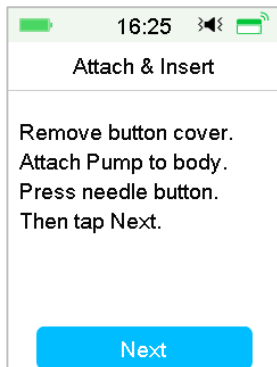 16:25
Attach & Insert
Remove button cover.
Attach Pump to body.
Press needle button.
Then tap Next.
Next